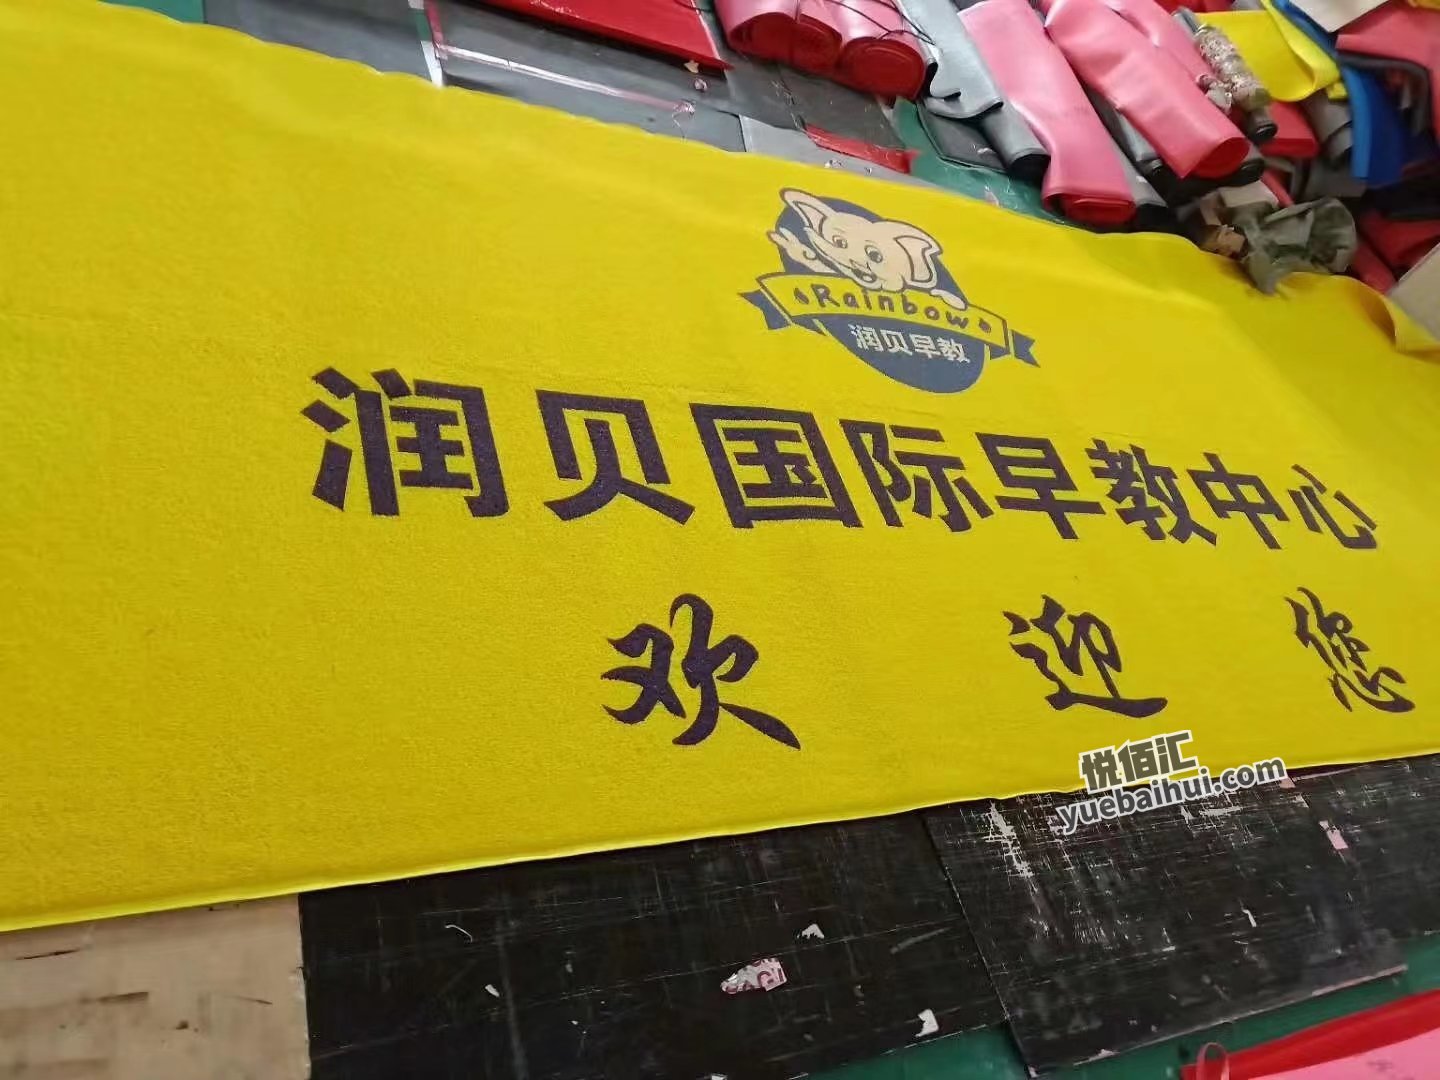 Rainbow
润贝早教
润贝国际早教中心
欢迎您
悦佰汇
yuebaihui.com